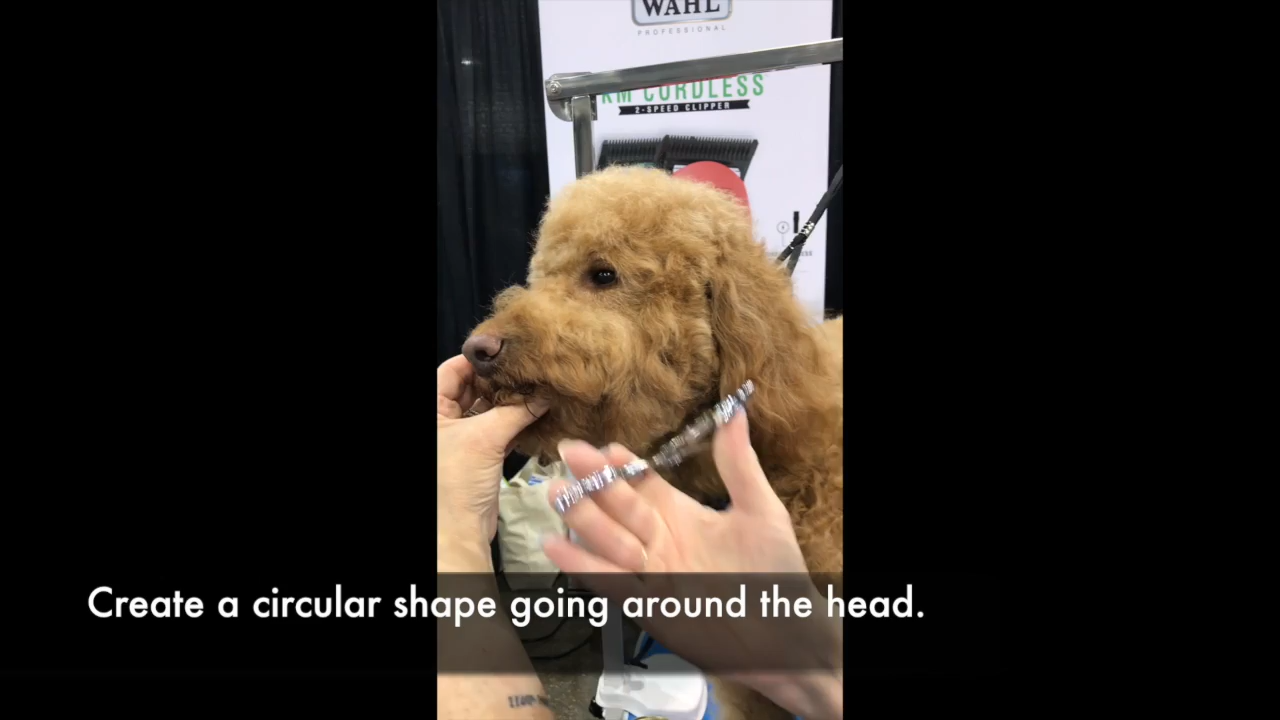 WAHL
PROFESSIONAL
KM CORDLESS
2-SPEED CLIPPER
Create a circular shape going around the head.